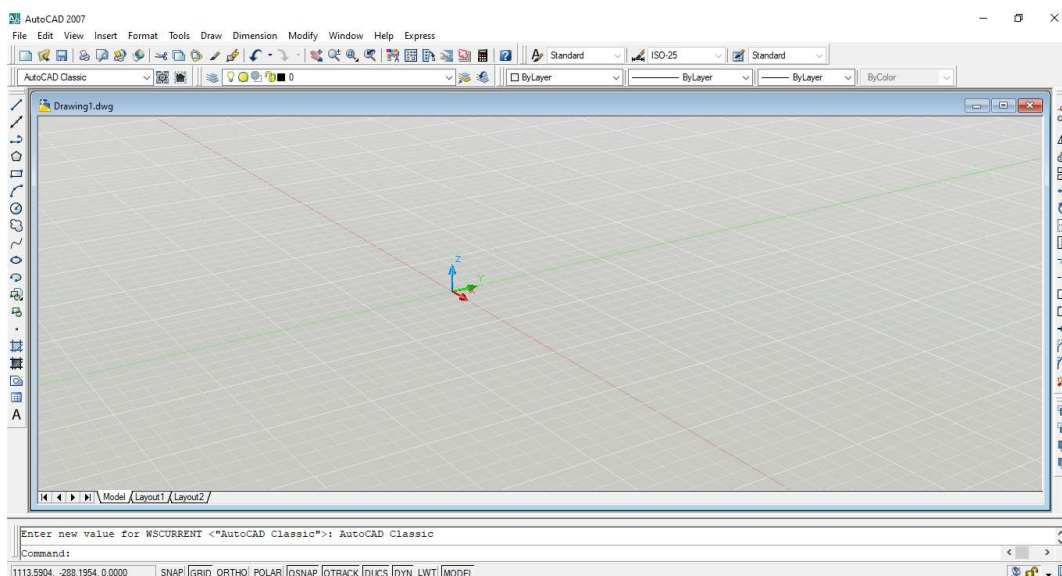 AutoCAD 2007
File Edit View Insert Format Tools Draw Dimension Modify Window Help Express
Standard ISO-25 Standard
AutoCAD Classic 0 ByLayer ByLayer ByLayer ByColor
Drawing1.dwg
Z
Y
X
A
Model Layout1 Layout2
Enter new value for WSCURRENT <"AutoCAD Classic">: AutoCAD Classic
Command:
1113.5904, -288.1954, 0.0000 SNAP GRID ORTHO POLAR OSNAP OTRACK DUCS DYN LWT MODEL